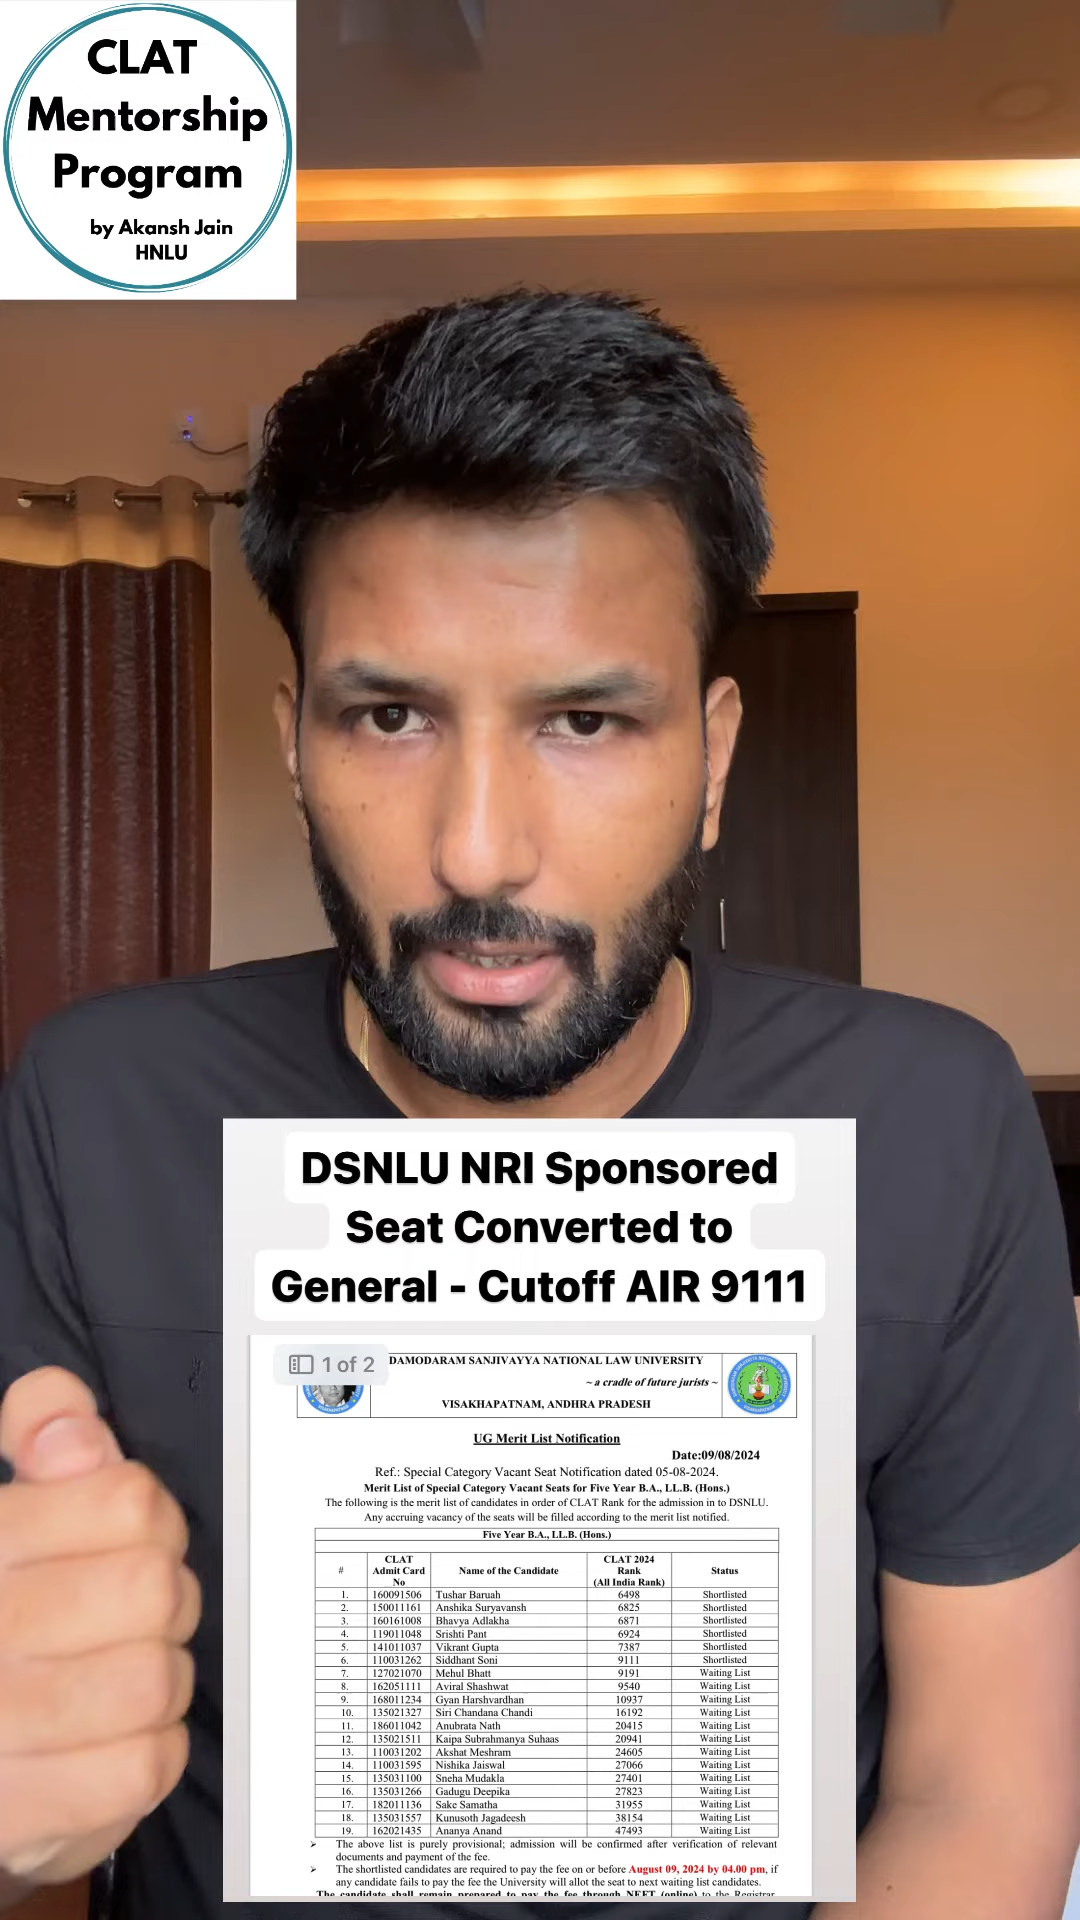 CLAT
Mentorship
Program
by Akansh Jain
HNLU
DSNLU NRI Sponsored
Seat Converted to
General - Cutoff AIR 9111
1 of 2
DAMODARAM SANJIVAYYA NATIONAL LAW UNIVERSITY
~ a cradle of future jurists ~
VISAKHAPATNAM, ANDHRA PRADESH
UG Merit List Notification
Date:09/08/2024
Ref.: Special Category Vacant Seat Notification dated 05-08-2024.
Merit List of Special Category Vacant Seats for Five Year B.A., LL.B. (Hons.)
The following is the merit list of candidates in order of CLAT Rank for the admission in to DSNLU.
Any accruing vacancy of the seats will be filled according to the merit list notified.
Five Year B.A., LL.B. (Hons.)
# CLAT Admit Card No Name of the Candidate CLAT 2024 Rank (All India Rank) Status
1. 160091506 Tushar Baruah 6498 Shortlisted
2. 150011161 Anshika Suryavansh 6825 Shortlisted
3. 160161008 Bhavya Adlakha 6871 Shortlisted
4. 119011048 Srishti Pant 6924 Shortlisted
5. 141011037 Vikrant Gupta 7387 Shortlisted
6. 110031262 Siddhant Soni 9111 Shortlisted
7. 127021070 Mehul Bhatt 9191 Waiting List
8. 162051111 Aviral Shashwat 9540 Waiting List
9. 168011234 Gyan Harshvardhan 10937 Waiting List
10. 135021327 Siri Chandana Chandi 16192 Waiting List
11. 186011042 Anubrata Nath 20415 Waiting List
12. 135021511 Kaipa Subrahmanya Suhaas 20941 Waiting List
13. 110031202 Akshat Meshram 24605 Waiting List
14. 110031595 Nishika Jaiswal 27066 Waiting List
15. 135031100 Sneha Mudakla 27401 Waiting List
16. 135031266 Gadugu Deepika 27823 Waiting List
17. 182011136 Sake Samatha 31955 Waiting List
18. 135031557 Kunusoth Jagadeesh 38154 Waiting List
19. 162021435 Ananya Anand 47493 Waiting List
➢ The above list is purely provisional; admission will be confirmed after verification of relevant
documents and payment of the fee.
➢ The shortlisted candidates are required to pay the fee on or before August 09, 2024 by 04.00 pm, if
any candidate fails to pay the fee the University will allot the seat to next waiting list candidates.
The candidate shall remain prepared to pay the fee through NEFT (online) to the Registrar,